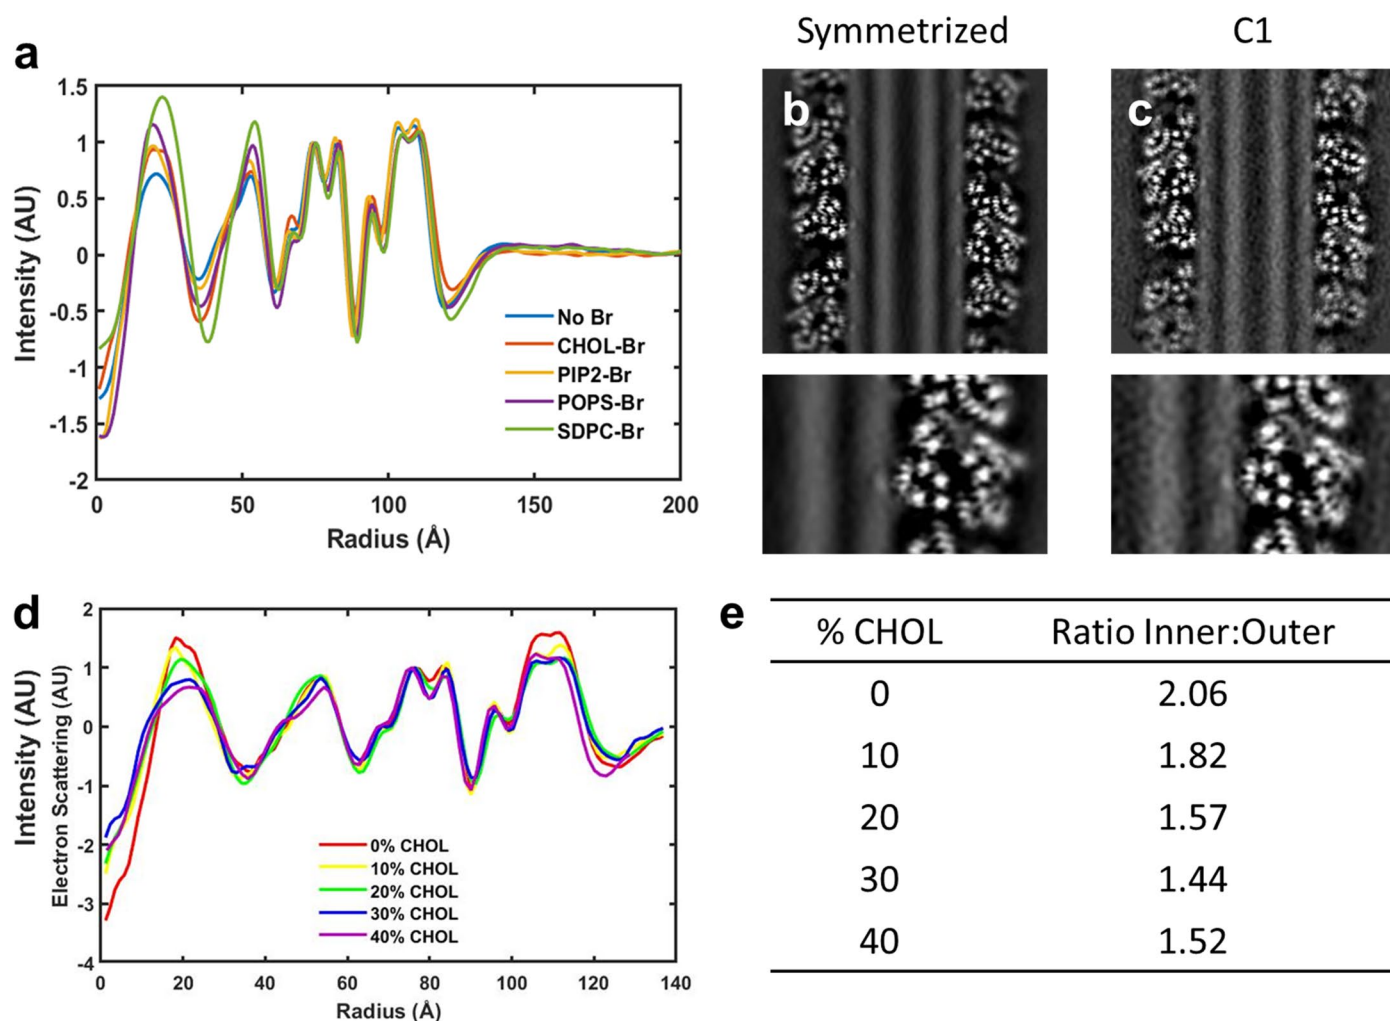 Symmetrized C1
a
1.5
1
0.5
0
-0.5
-1
-1.5
-2
Intensity (AU)
No Br
CHOL-Br
PIP2-Br
POPS-Br
SDPC-Br
0 50 100 150 200
Radius (Å)
b
c
d
2
1
0
-1
-2
-3
-4
Intensity (AU)
Electron Scattering (AU)
0% CHOL
10% CHOL
20% CHOL
30% CHOL
40% CHOL
0 20 40 60 80 100 120 140
Radius (Å)
e
% CHOL Ratio Inner:Outer
0 2.06
10 1.82
20 1.57
30 1.44
40 1.52